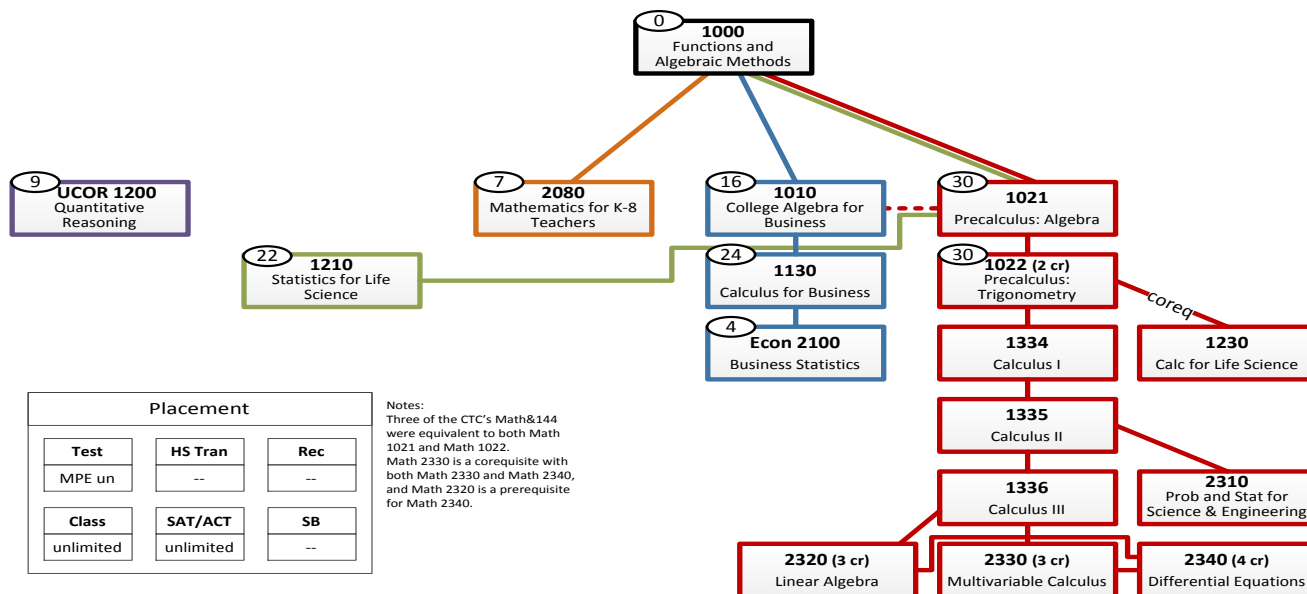 0
1000
Functions and
Algebraic Methods
9
UCOR 1200
Quantitative
Reasoning
7
2080
Mathematics for K-8
Teachers
16
1010
College Algebra for
Business
30
1021
Precalculus: Algebra
22
1210
Statistics for Life
Science
24
1130
Calculus for Business
30
1022 (2 cr)
Precalculus:
Trigonometry
coreq
4
Econ 2100
Business Statistics
1334
Calculus I
1230
Calc for Life Science
1335
Calculus II
1336
Calculus III
2310
Prob and Stat for
Science & Engineering
2320 (3 cr)
Linear Algebra
2330 (3 cr)
Multivariable Calculus
2340 (4 cr)
Differential Equations
Placement
Test
MPE un
HS Tran
--
Rec
--
Class
unlimited
SAT/ACT
unlimited
SB
--
Notes:
Three of the CTC's Math&144
were equivalent to both Math
1021 and Math 1022.
Math 2330 is a corequisite with
both Math 2330 and Math 2340,
and Math 2320 is a prerequisite
for Math 2340.